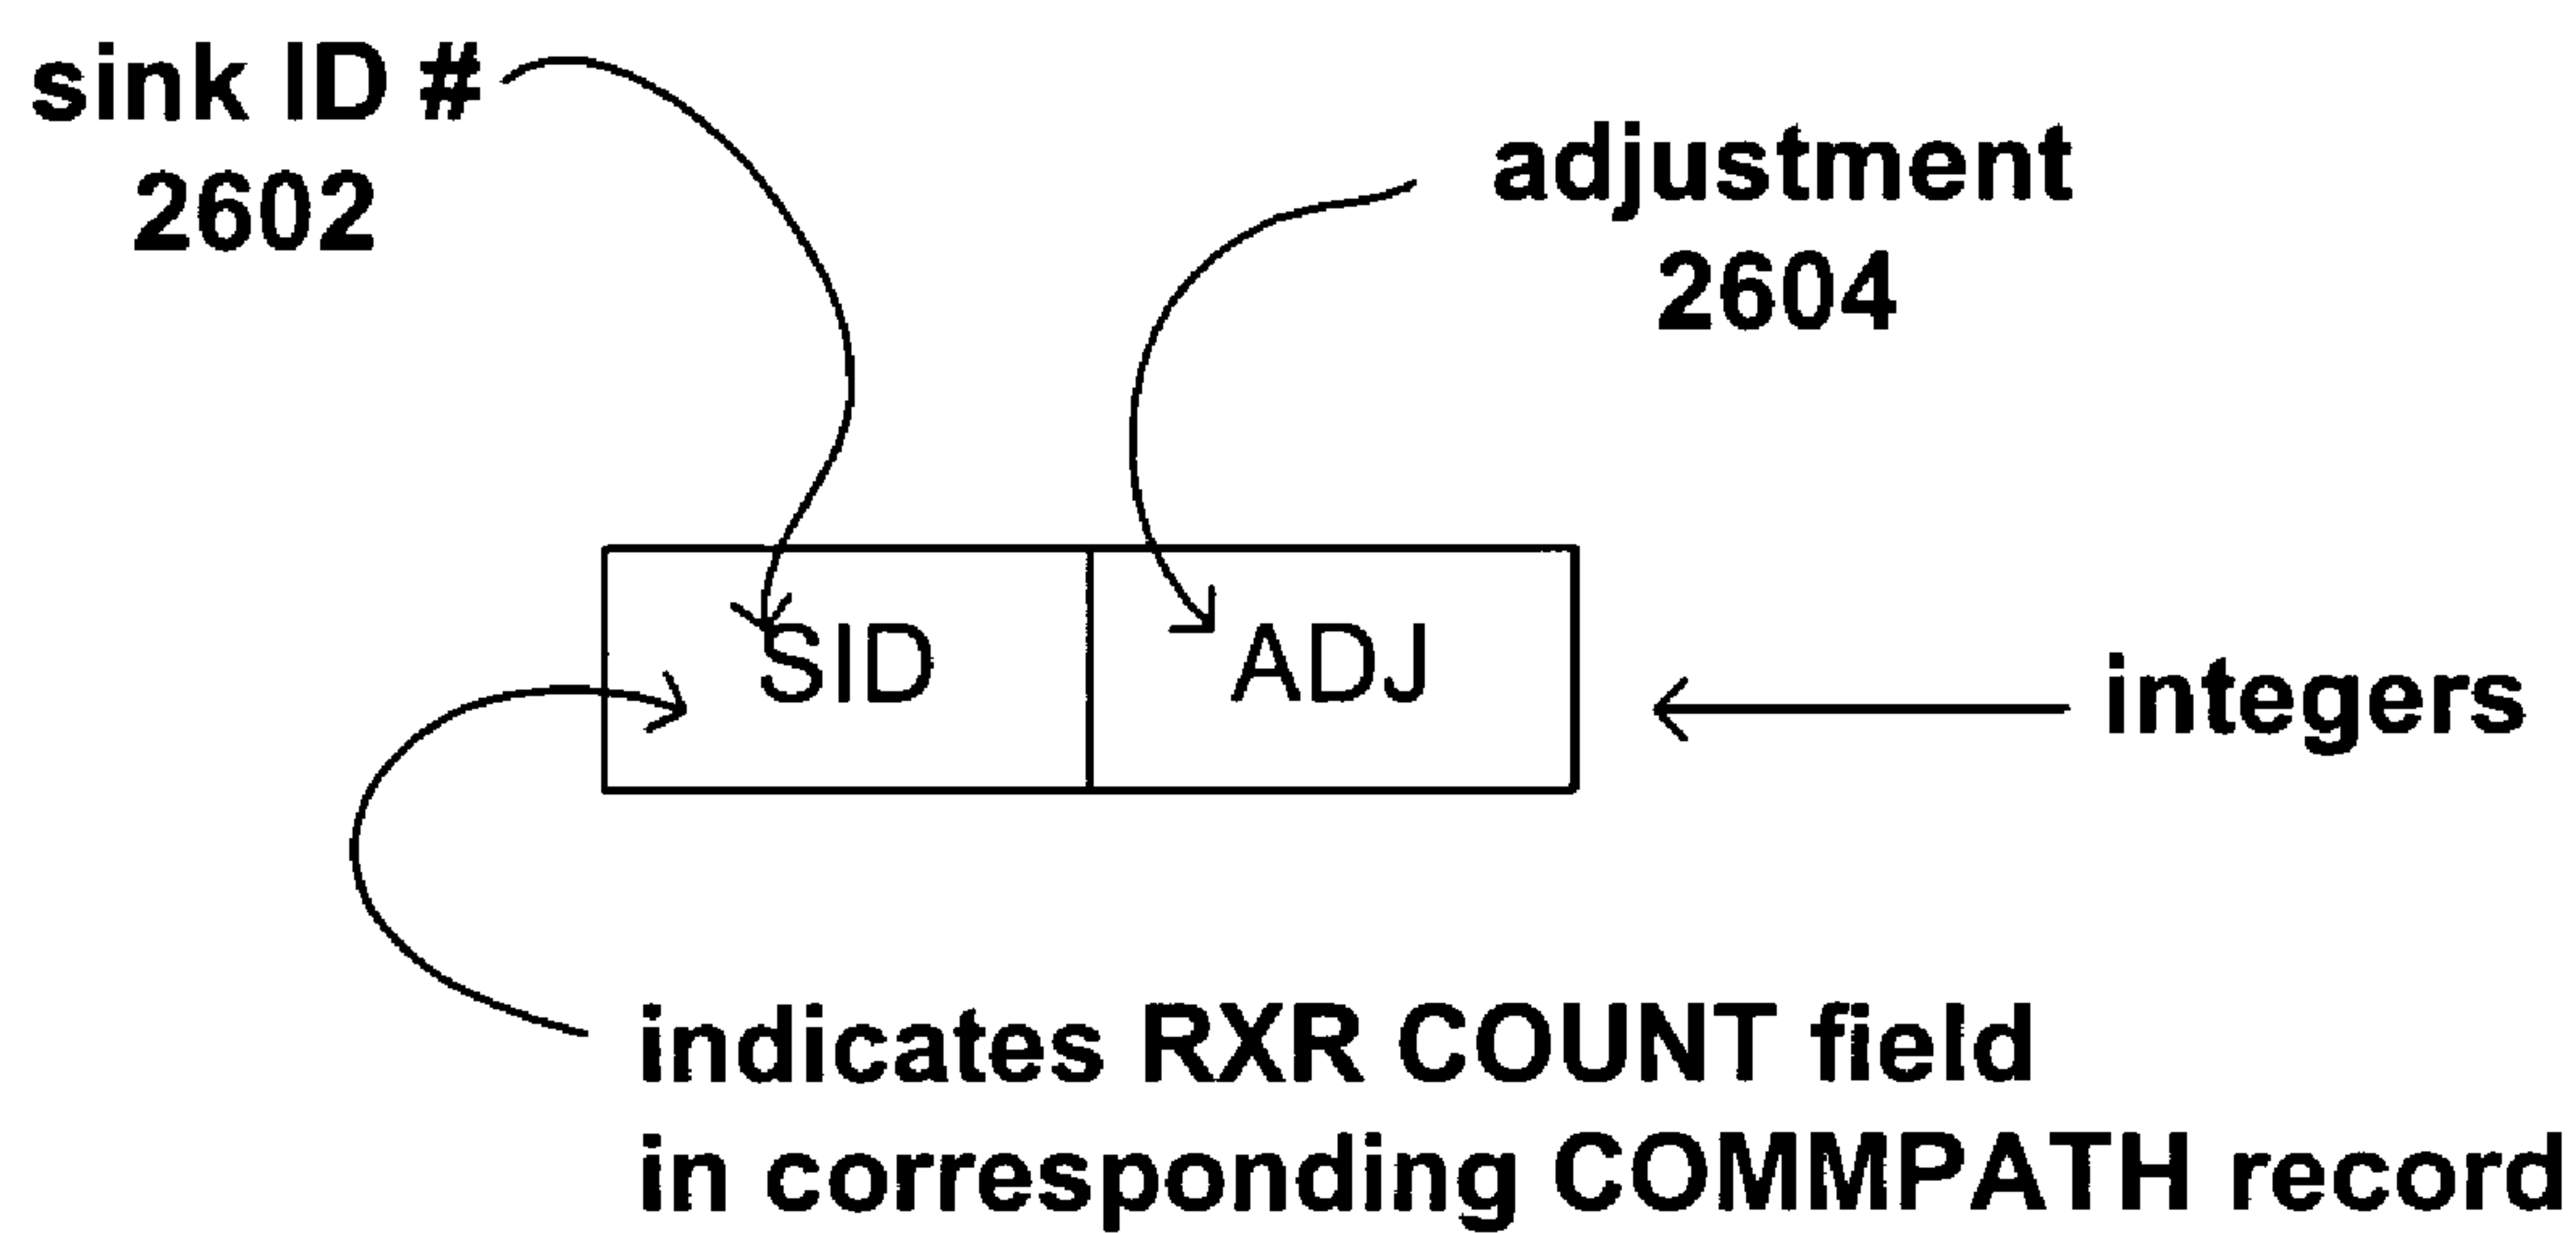 sink ID #
2602
adjustment
2604
SID
ADJ
integers
indicates RXR COUNT field
in corresponding COMMPATH record